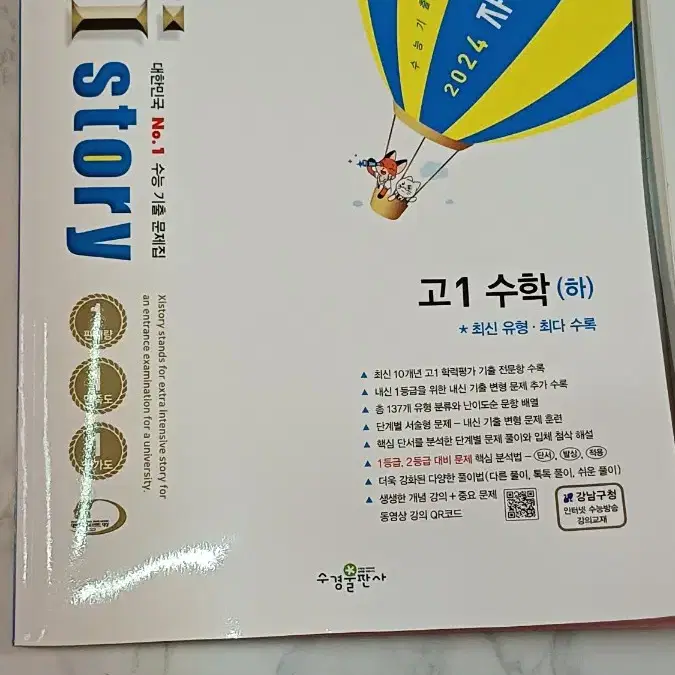 story
대한민국 No.1 수능 기출 문제집
XIstory stands for extra intensive story for
an entrance examination for a university.
수능기출
2024
고1 수학 (하)
* 최신 유형·최다 수록
▲ 최신 10개년 고1 학력평가 기출 전문항 수록
▲ 내신 1등급을 위한 내신 기출 변형 문제 추가 수록
▲ 총 137개 유형 분류와 난이도순 문항 배열
▲ 단계별 서술형 문제 – 내신 기출 변형 문제 훈련
▲ 핵심 단서를 분석한 단계별 문제 풀이와 입체 첨삭 해설
▲ 1등급, 2등급 대비 문제 핵심 분석법 – 단서, 발상, 적용
▲ 더욱 강화된 다양한 풀이법(다른 풀이, 톡톡 풀이, 쉬운 풀이)
▲ 생생한 개념 강의 + 중요 문제
동영상 강의 QR코드
강남구청
인터넷 수능방송
강의교재
수경출판사